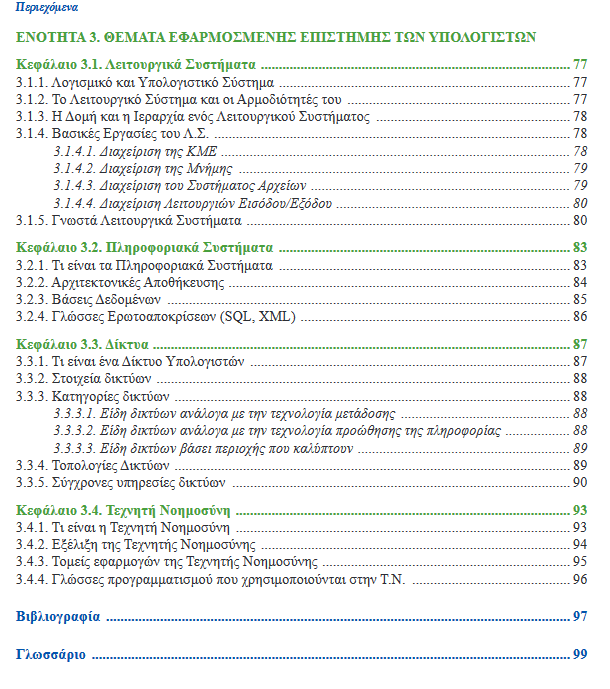 Περιεχόμενα
ΕΝΟΤΗΤΑ 3. ΘΕΜΑΤΑ ΕΦΑΡΜΟΣΜΕΝΗΣ ΕΠΙΣΤΗΜΗΣ ΤΩΝ ΥΠΟΛΟΓΙΣΤΩΝ
Κεφάλαιο 3.1. Λειτουργικά Συστήματα ........ 77
3.1.1. Λογισμικό και Υπολογιστικό Σύστημα ........ 77
3.1.2. Το Λειτουργικό Σύστημα και οι Αρμοδιότητές του ........ 77
3.1.3. Η Δομή και η Ιεραρχία ενός Λειτουργικού Συστήματος ........ 78
3.1.4. Βασικές Εργασίες του Λ.Σ. ........ 78
3.1.4.1. Διαχείριση της ΚΜΕ ........ 78
3.1.4.2. Διαχείριση της Μνήμης ........ 79
3.1.4.3. Διαχείριση του Συστήματος Αρχείων ........ 79
3.1.4.4. Διαχείριση Λειτουργιών Εισόδου/Εξόδου ........ 80
3.1.5. Γνωστά Λειτουργικά Συστήματα ........ 80
Κεφάλαιο 3.2. Πληροφοριακά Συστήματα ........ 83
3.2.1. Τι είναι τα Πληροφοριακά Συστήματα ........ 83
3.2.2. Αρχιτεκτονικές Αποθήκευσης ........ 84
3.2.3. Βάσεις Δεδομένων ........ 85
3.2.4. Γλώσσες Ερωτοαποκρίσεων (SQL, XML) ........ 86
Κεφάλαιο 3.3. Δίκτυα ........ 87
3.3.1. Τι είναι ένα Δίκτυο Υπολογιστών ........ 87
3.3.2. Στοιχεία δικτύων ........ 88
3.3.3. Κατηγορίες δικτύων ........ 88
3.3.3.1. Είδη δικτύων ανάλογα με την τεχνολογία μετάδοσης ........ 88
3.3.3.2. Είδη δικτύων ανάλογα με την τεχνολογία προώθησης της πληροφορίας ........ 88
3.3.3.3. Είδη δικτύων βάσει περιοχής που καλύπτουν ........ 89
3.3.4. Τοπολογίες Δικτύων ........ 89
3.3.5. Σύγχρονες υπηρεσίες δικτύων ........ 90
Κεφάλαιο 3.4. Τεχνητή Νοημοσύνη ........ 93
3.4.1. Τι είναι η Τεχνητή Νοημοσύνη ........ 93
3.4.2. Εξέλιξη της Τεχνητής Νοημοσύνης ........ 94
3.4.3. Τομείς εφαρμογών της Τεχνητής Νοημοσύνης ........ 95
3.4.4. Γλώσσες προγραμματισμού που χρησιμοποιούνται στην Τ.Ν. ........ 96
Βιβλιογραφία ........ 97
Γλωσσάριο ........ 99